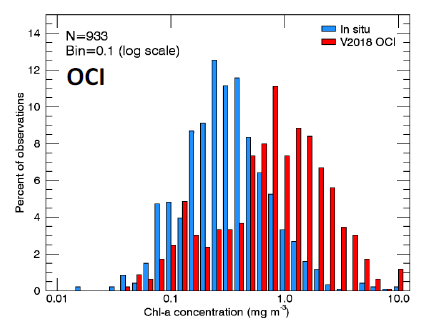 N=933
Bin=0.1 (log scale)
OCI
In situ
V2018 OCI
14
12
10
8
6
4
2
0
Percent of observations
0.01
0.1
1.0
10.0
Chl-a concentration (mg m⁻³)